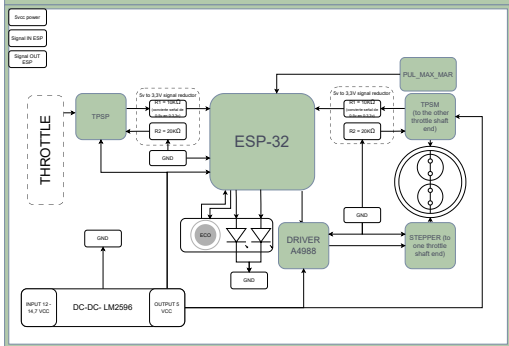 5vcc power
Signal IN ESP
Signal OUT
ESP
THROTTLE
TPSP
5v to 3,3V signal reductor
R1 = 10KΩ
R2 = 20KΩ
GND
ESP-32
5v to 3,3V signal reductor
R1 = 10KΩ
R2 = 20KΩ
PUL_MAX_MAR
TPSM
(to the other
throttle shaft
end)
GND
ECO
DRIVER
A4988
STEPPER (to
one throttle
shaft end)
GND
GND
INPUT 12 -
14.7 VCC
DC-DC- LM2596
OUTPUT 5
VCC